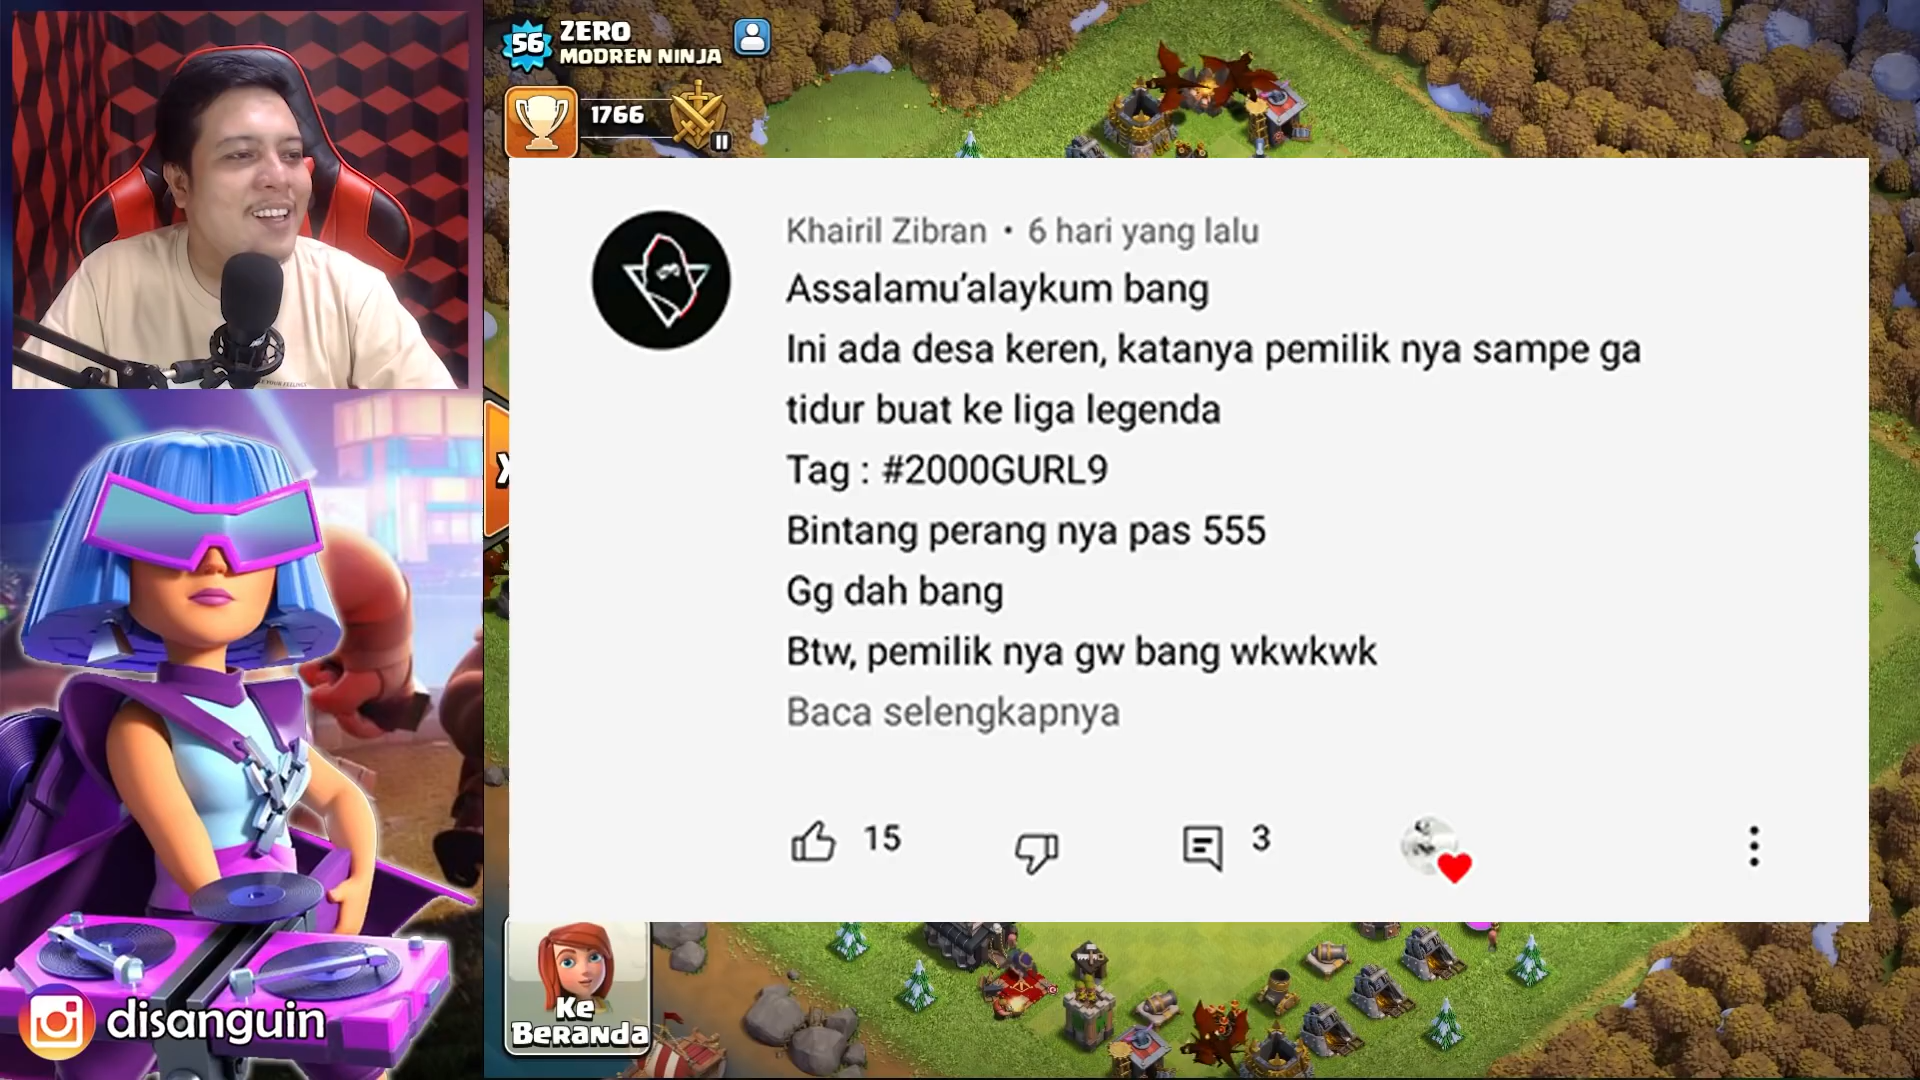 56
ZERO
MODREN NINJA
1766
Khairil Zibran • 6 hari yang lalu
Assalamu’alaykum bang
Ini ada desa keren, katanya pemilik nya sampe ga
tidur buat ke liga legenda
Tag : #2000GURL9
Bintang perang nya pas 555
Gg dah bang
Btw, pemilik nya gw bang wkwkwk
Baca selengkapnya
15
3
Ke
Beranda
disanguin